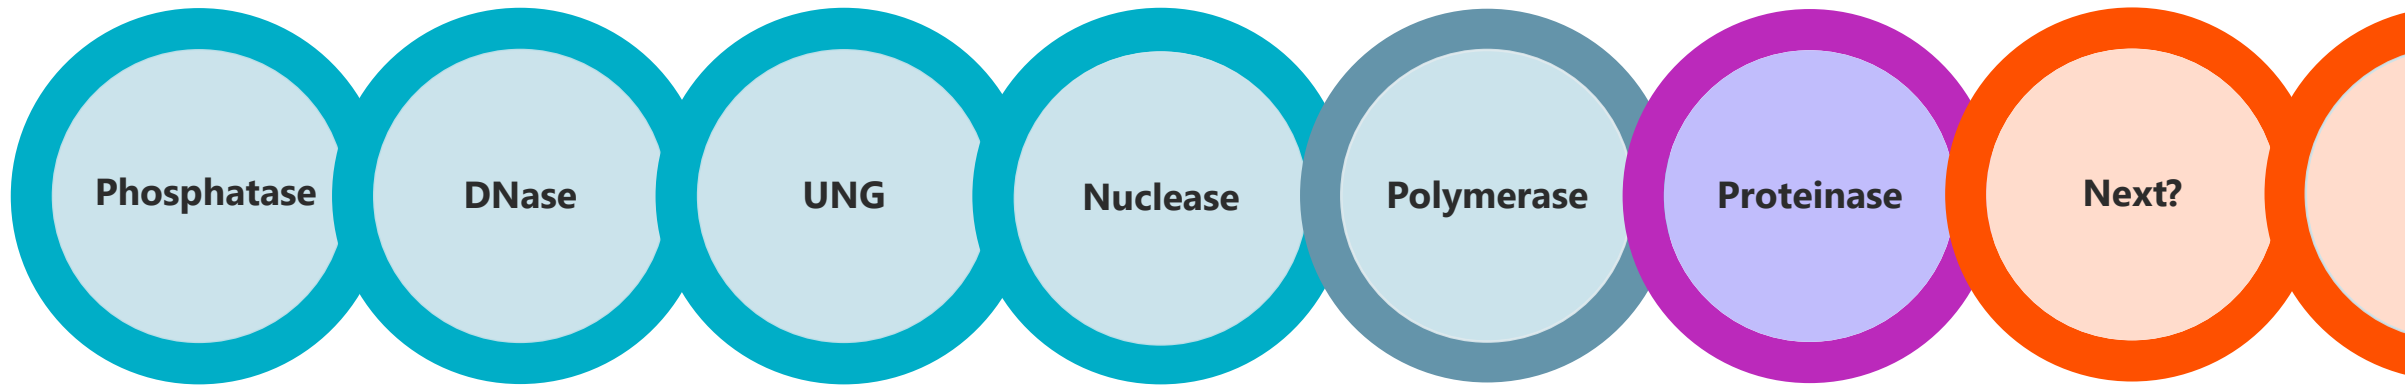 Phosphatase
DNase
UNG
Nuclease
Polymerase
Proteinase
Next?